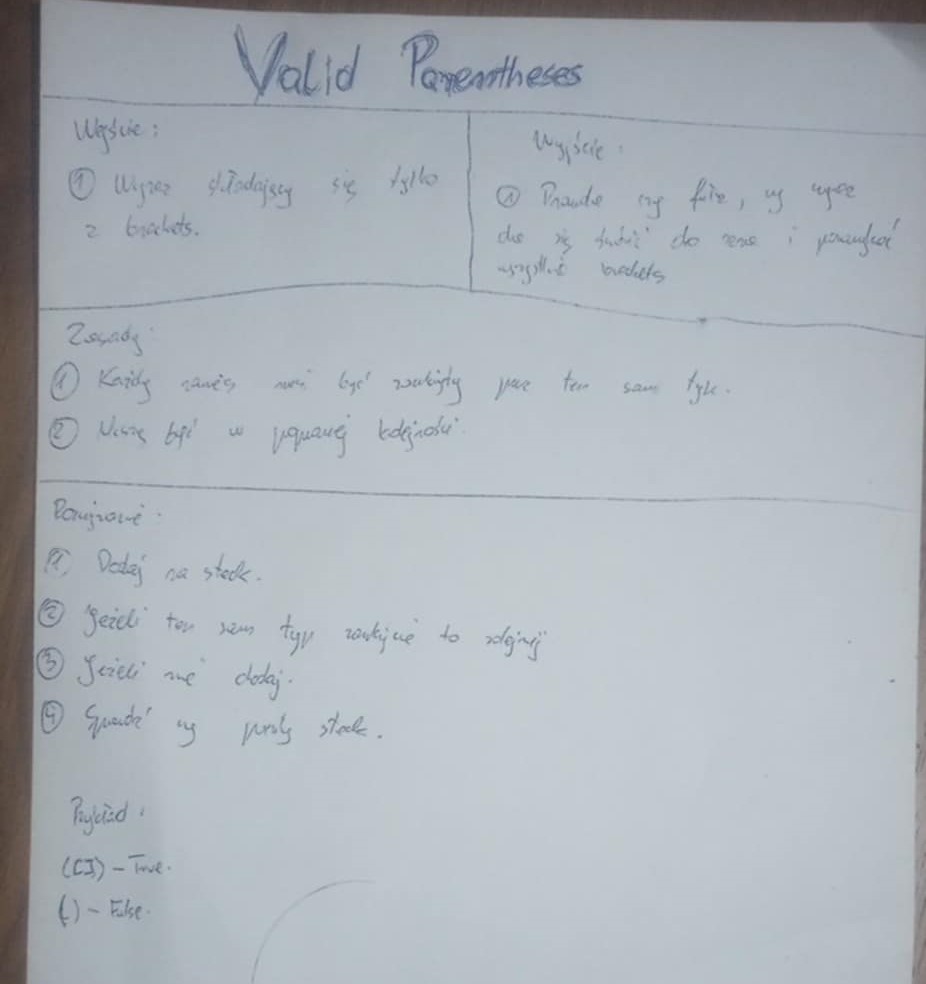 Valid Parentheses
Wejście:
① Wyraz składający się tylko
z brackets.
Wyjście:
① Prawda czy fałsz, czy wyraz
da się do zera i
wszystkie brackets
Zasady:
① Każdy nawias musi być zamknięty przez ten sam typ.
② Muszą być w poprawnej kolejności.
Rozwiązanie:
① Dodaj na stack.
② Jeżeli ten sam typ to zdejmij
③ Jeżeli nie dodaj.
④ Sprawdź czy pusty stack.
Przykład:
([]) - True.
(-) - False.